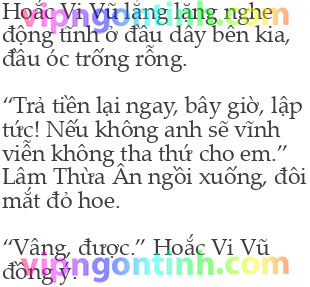 Hoắc Vi Vũ lẳng lặng nghe
động tĩnh ở đầu dây bên kia,
đầu óc trống rỗng.
“Trả tiền lại ngay, bây giờ, lập
tức! Nếu không anh sẽ vĩnh
viễn không tha thứ cho em.”
Lâm Thừa Ân ngồi xuống, đôi
mắt đỏ hoe.
“Vâng, được.” Hoắc Vi Vũ
đồng ý.
vipngontinh.com
vipngontinh.com